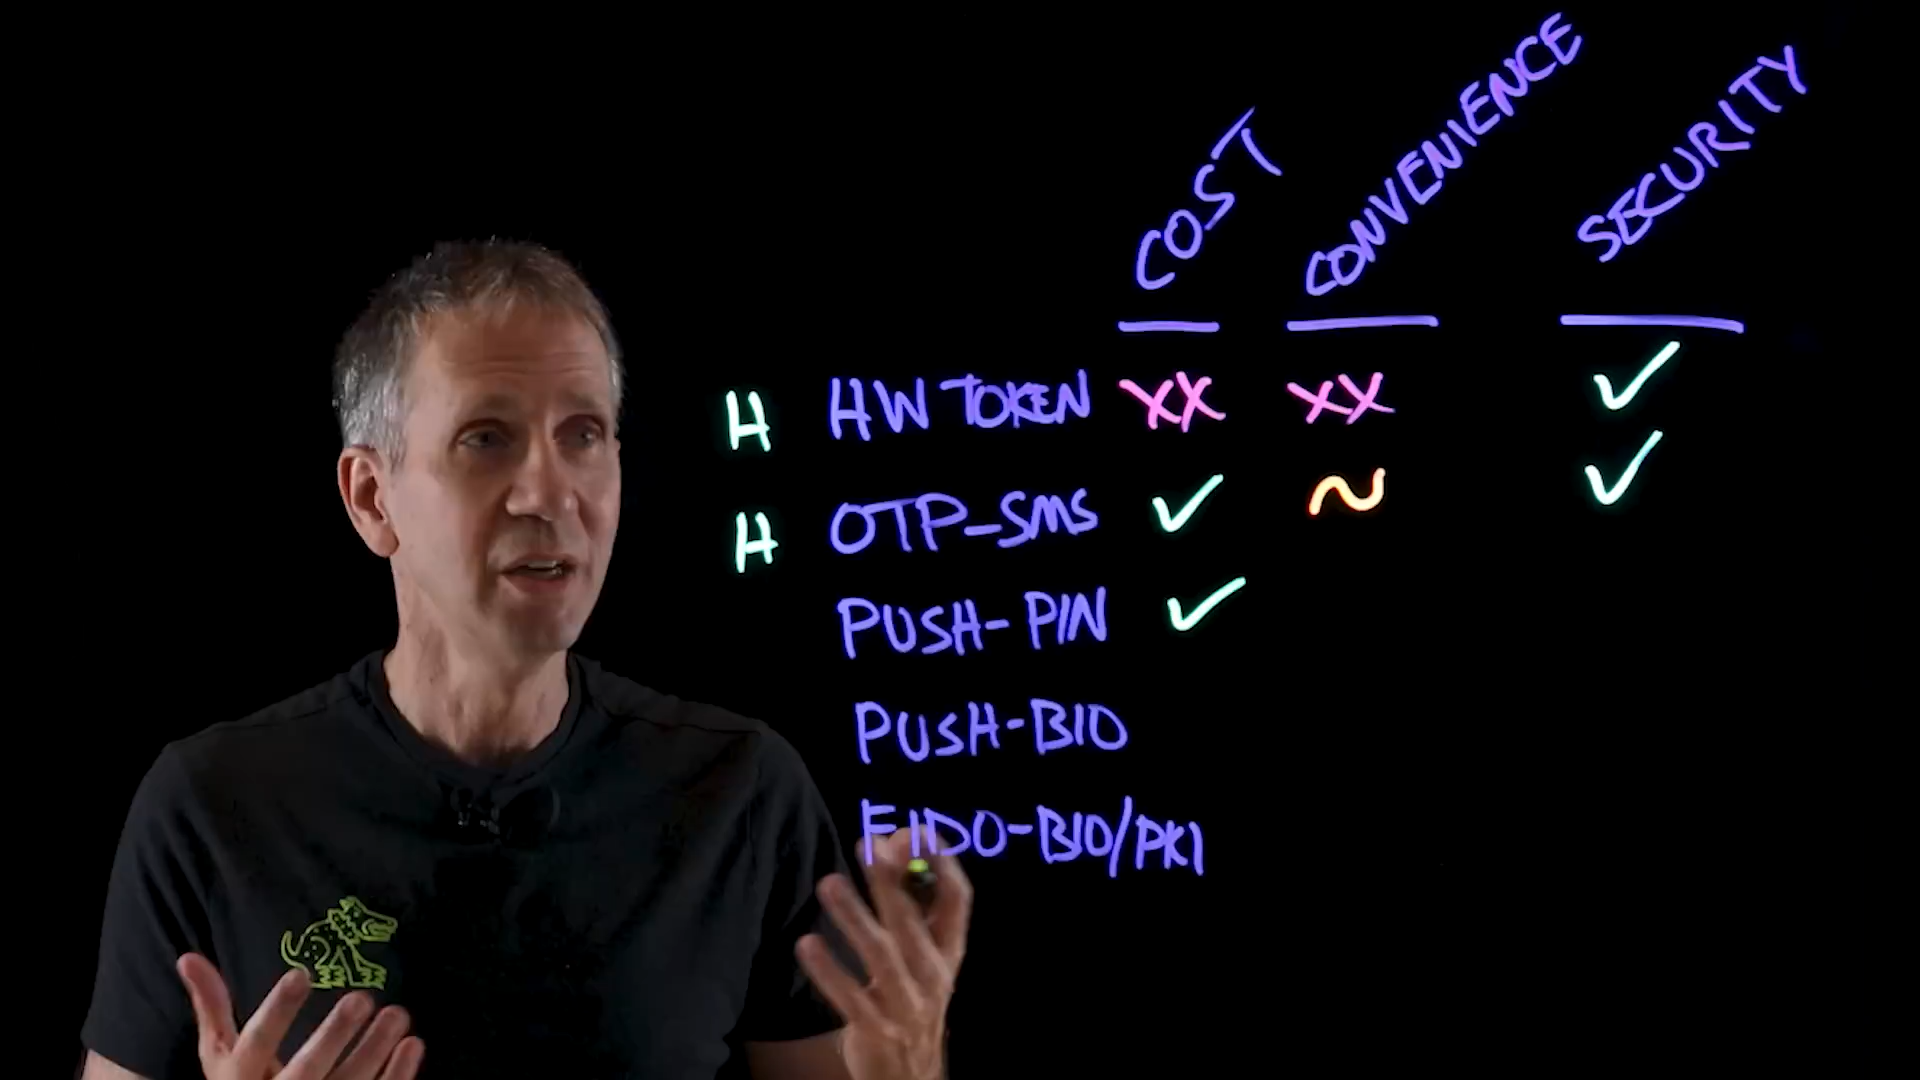 COST CONVENIENCE SECURITY
H HW TOKEN XX XX ✓
H OTP-SMS ✓ ~ ✓
PUSH-PIN ✓
PUSH-BIO
FIDO-BIO/PKI